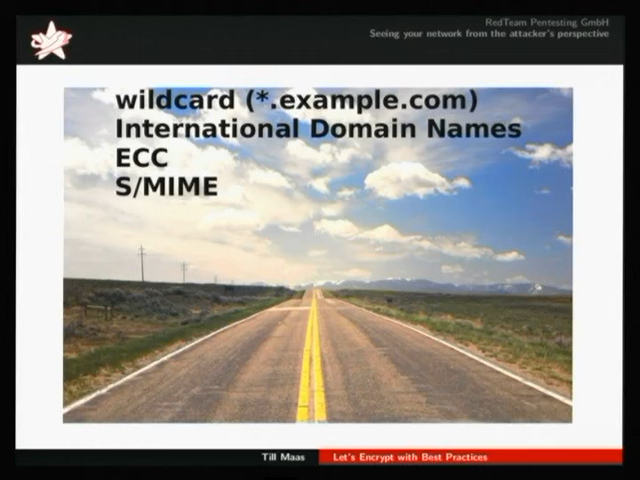 RedTeam Pentesting GmbH
Seeing your network from the attacker's perspective
wildcard (*.example.com)
International Domain Names
ECC
S/MIME
Till Maas
Let's Encrypt with Best Practices